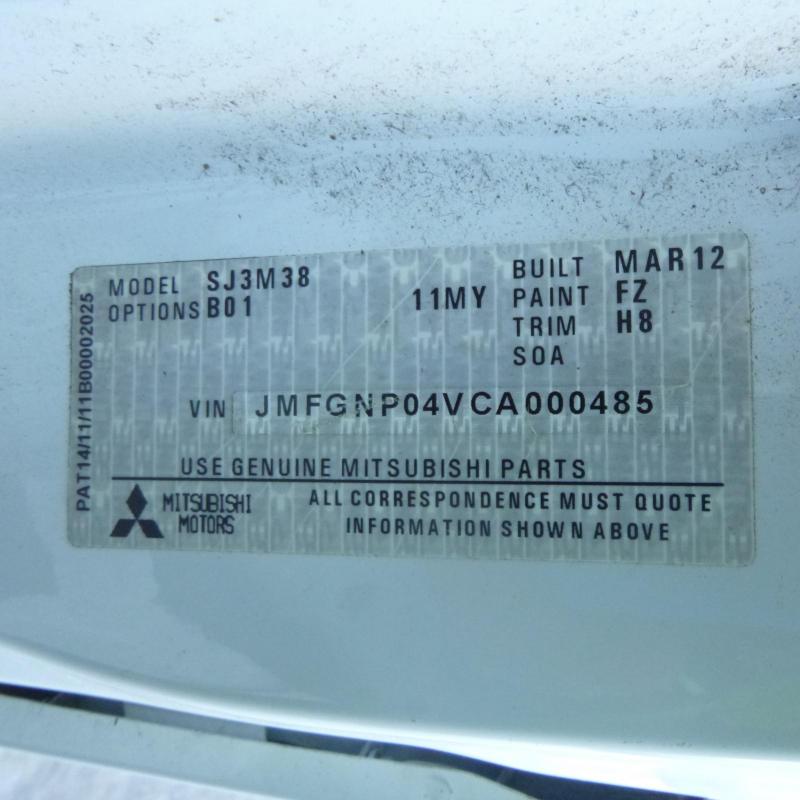 MODEL SJ3M38
OPTIONS B01
11MY
BUILT MAR12
PAINT FZ
TRIM H8
SOA
VIN JMFGNP04VCA000485
USE GENUINE MITSUBISHI PARTS
MITSUBISHI
MOTORS
ALL CORRESPONDENCE MUST QUOTE
INFORMATION SHOWN ABOVE
PAT14/11/11B00002025